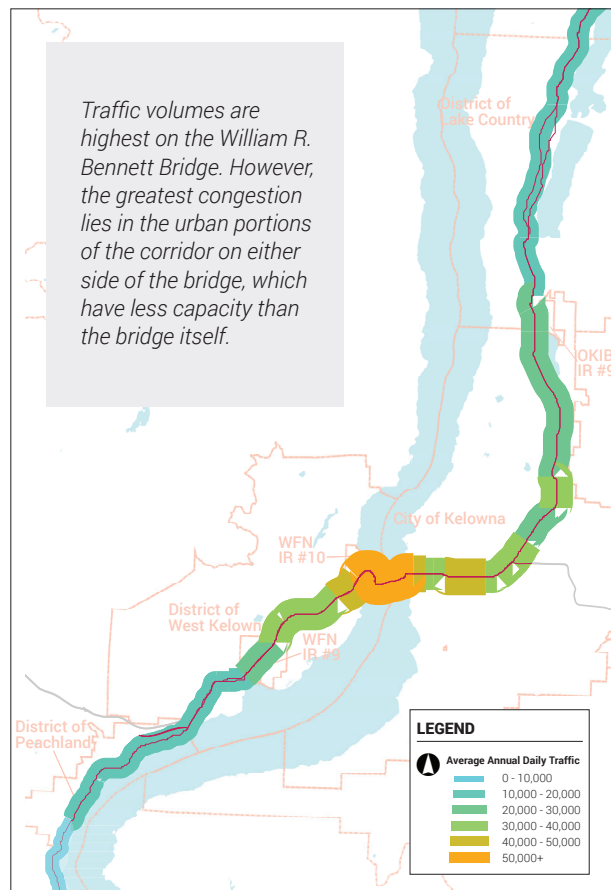 Traffic volumes are
highest on the William R.
Bennett Bridge. However,
the greatest congestion
lies in the urban portions
of the corridor on either
side of the bridge, which
have less capacity than
the bridge itself.
District of
Lake Country
OKIB
IR #9
City of Kelowna
WFN
IR #10
District of
West Kelown
WFN
IR #9
District of
Peachland
LEGEND
Average Annual Daily Traffic
0 - 10,000
10,000 - 20,000
20,000 - 30,000
30,000 - 40,000
40,000 - 50,000
50,000+